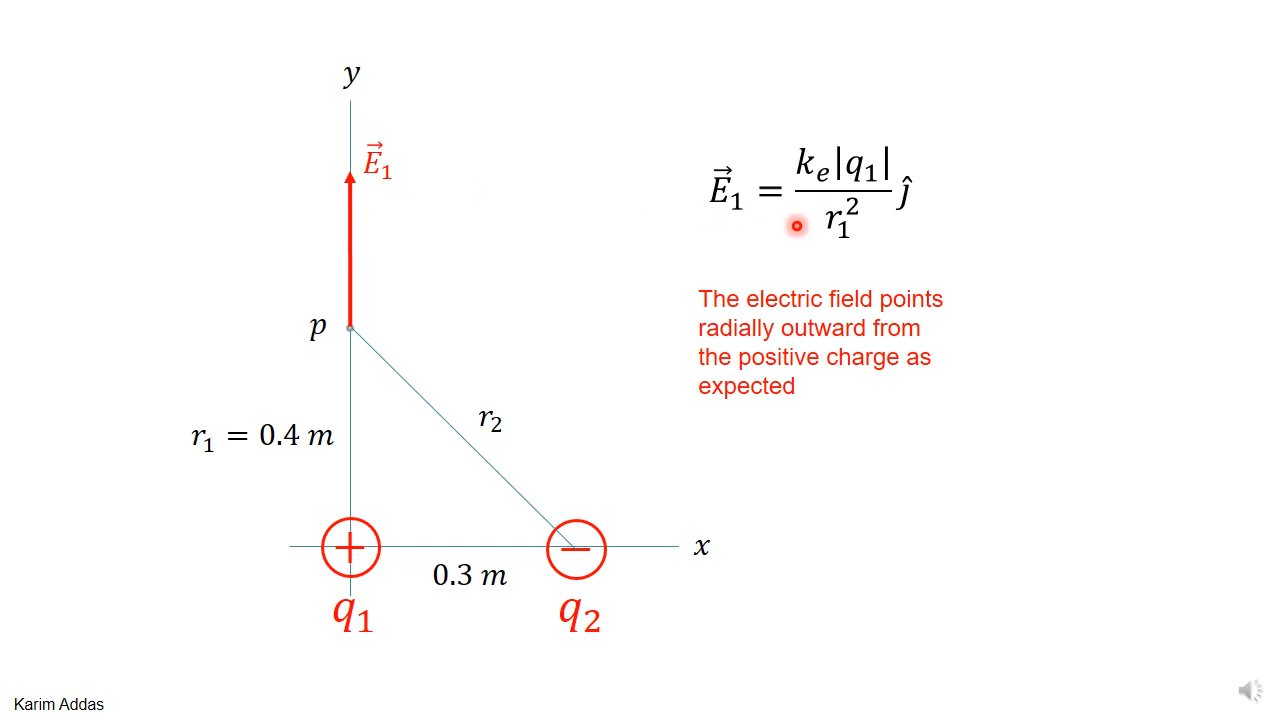 y
E⃗₁
E⃗₁ = kₑ|q₁| / r₁² ĵ
The electric field points
radially outward from
the positive charge as
expected
p
r₂
r₁ = 0.4 m
+
−
x
0.3 m
q₁
q₂
Karim Addas